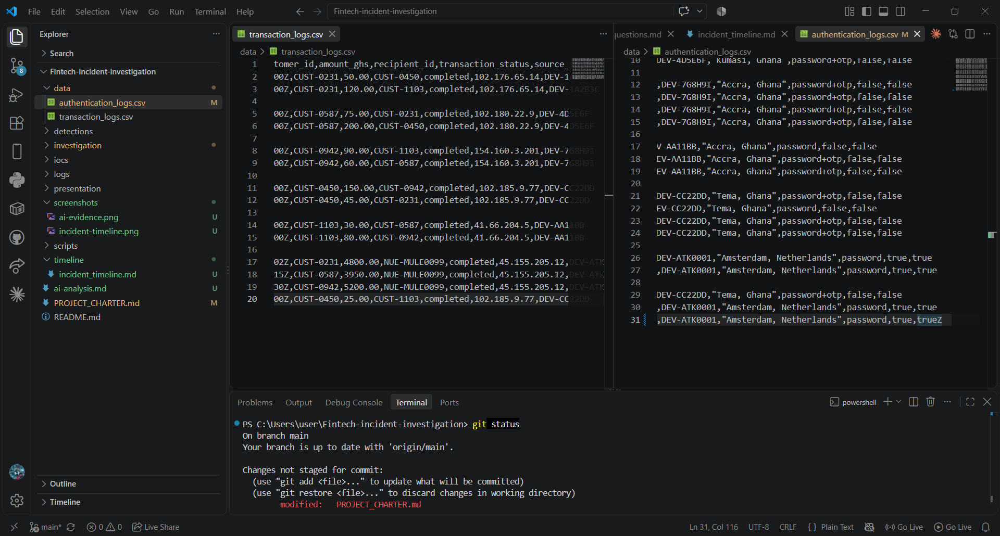 File Edit Selection View Go Run Terminal Help
Fintech-incident-investigation
Explorer
Search
Fintech-incident-investigation
data
authentication_logs.csv M
transaction_logs.csv
detections
investigation
iocs
logs
presentation
screenshots
ai-evidence.png U
incident-timeline.png U
scripts
timeline
incident_timeline.md U
ai-analysis.md U
PROJECT_CHARTER.md M
README.md
Outline
Timeline
8
transaction_logs.csv
data > transaction_logs.csv
1 tomer_id,amount_ghs,recipient_id,transaction_status,source_
2 00Z,CUST-0231,50.00,CUST-0450,completed,102.176.65.14,DEV-1
3 00Z,CUST-0231,120.00,CUST-1103,completed,102.176.65.14,DEV-1A2B3C
4
5 00Z,CUST-0587,75.00,CUST-0231,completed,102.180.22.9,DEV-4D5E6F
6 00Z,CUST-0587,200.00,CUST-0450,completed,102.180.22.9,DEV-4D5E6F
7
8 00Z,CUST-0942,90.00,CUST-1103,completed,154.160.3.201,DEV-7G8H9I
9 00Z,CUST-0942,60.00,CUST-0587,completed,154.160.3.201,DEV-7G8H9I
10
11 00Z,CUST-0450,150.00,CUST-0942,completed,102.185.9.77,DEV-CC22DD
12 00Z,CUST-0450,45.00,CUST-0231,completed,102.185.9.77,DEV-CC22DD
13
14 00Z,CUST-1103,30.00,CUST-0587,completed,41.66.204.5,DEV-AA11BB
15 00Z,CUST-1103,80.00,CUST-0942,completed,41.66.204.5,DEV-AA11BB
16
17 02Z,CUST-0231,4800.00,NUE-MULE0099,completed,45.155.205.12,DEV-ATK
18 15Z,CUST-0587,3950.00,NUE-MULE0099,completed,45.155.205.12,DEV-ATK
19 30Z,CUST-0942,5200.00,NUE-MULE0099,completed,45.155.205.12,DEV-ATK
20 00Z,CUST-0450,25.00,CUST-1103,completed,102.185.9.77,DEV-CC22DD
uestions.md incident_timeline.md authentication_logs.csv M
data > authentication_logs.csv
10 DEV-4D5E6F,"Kumasi, Ghana",password+otp,false,false
11
12 ,DEV-7G8H9I,"Accra, Ghana",password+otp,false,false
13 ,DEV-7G8H9I,"Accra, Ghana",password+otp,false,false
14 ,DEV-7G8H9I,"Accra, Ghana",password+otp,false,false
15 ,DEV-7G8H9I,"Accra, Ghana",password+otp,false,false
16
17 V-AA11BB,"Accra, Ghana",password,false,false
18 EV-AA11BB,"Accra, Ghana",password+otp,false,false
19 EV-AA11BB,"Accra, Ghana",password+otp,false,false
20
21 DEV-CC22DD,"Tema, Ghana",password+otp,false,false
22 EV-CC22DD,"Tema, Ghana",password,false,false
23 DEV-CC22DD,"Tema, Ghana",password+otp,false,false
24 DEV-CC22DD,"Tema, Ghana",password+otp,false,false
25
26 DEV-ATK0001,"Amsterdam, Netherlands",password,true,true
27 ,DEV-ATK0001,"Amsterdam, Netherlands",password,true,true
28
29 DEV-CC22DD,"Tema, Ghana",password+otp,false,false
30 ,DEV-ATK0001,"Amsterdam, Netherlands",password,true,true
31 ,DEV-ATK0001,"Amsterdam, Netherlands",password,true,trueZ
Problems Output Debug Console Terminal Ports
powershell
PS C:\Users\user\Fintech-incident-investigation> git status
On branch main
Your branch is up to date with 'origin/main'.
Changes not staged for commit:
(use "git add <file>..." to update what will be committed)
(use "git restore <file>..." to discard changes in working directory)
modified: PROJECT_CHARTER.md
main* 0 0 Live Share
Ln 31, Col 116 UTF-8 CRLF {} Plain Text Go Live Go Live